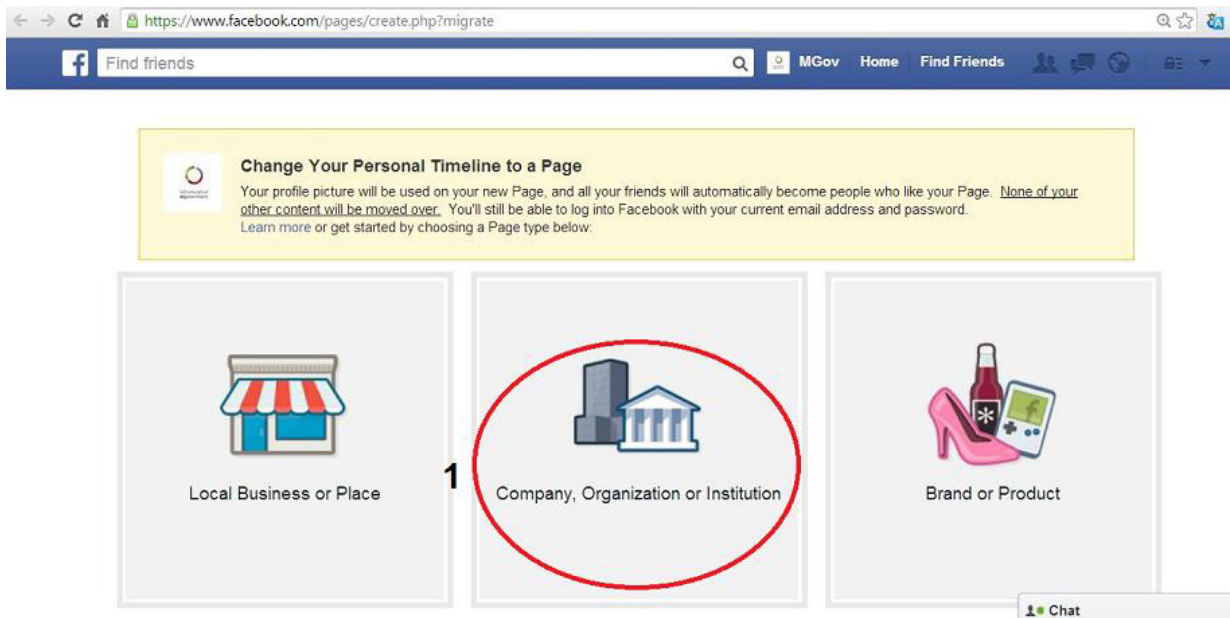 https://www.facebook.com/pages/create.php?migrate
f Find friends MGov Home Find Friends
Change Your Personal Timeline to a Page
Your profile picture will be used on your new Page, and all your friends will automatically become people who like your Page. None of your
other content will be moved over. You'll still be able to log into Facebook with your current email address and password.
Learn more or get started by choosing a Page type below:
1
Local Business or Place
Company, Organization or Institution
Brand or Product
Chat